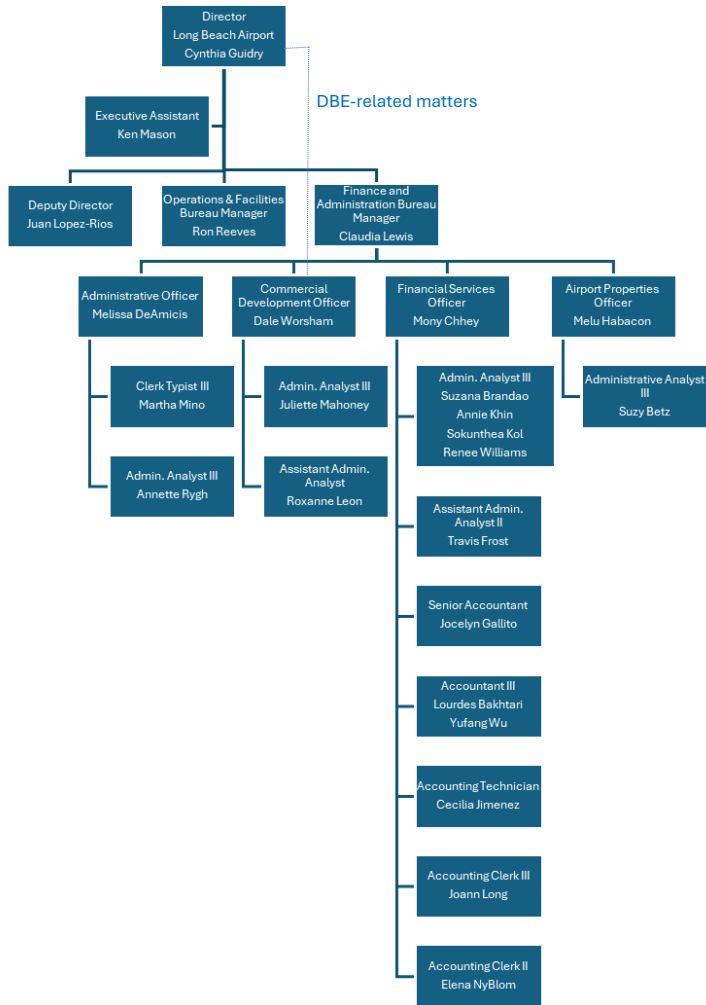 Director
Long Beach Airport
Cynthia Guidry
DBE-related matters
Executive Assistant
Ken Mason
Deputy Director
Juan Lopez-Rios
Operations & Facilities
Bureau Manager
Ron Reeves
Finance and
Administration Bureau
Manager
Claudia Lewis
Administrative Officer
Melissa DeAmicis
Commercial
Development Officer
Dale Worsham
Financial Services
Officer
Mony Chhey
Airport Properties
Officer
Melu Habacon
Clerk Typist III
Martha Mino
Admin. Analyst III
Annette Rygh
Admin. Analyst III
Juliette Mahoney
Assistant Admin.
Analyst
Roxanne Leon
Admin. Analyst III
Suzana Brandao
Annie Khin
Sokunthea Kol
Renee Williams
Assistant Admin.
Analyst II
Travis Frost
Senior Accountant
Jocelyn Gallito
Accountant III
Lourdes Bakhtari
Yufang Wu
Accounting Technician
Cecilia Jimenez
Accounting Clerk III
Joann Long
Accounting Clerk II
Elena NyBlom
Administrative Analyst
III
Suzy Betz